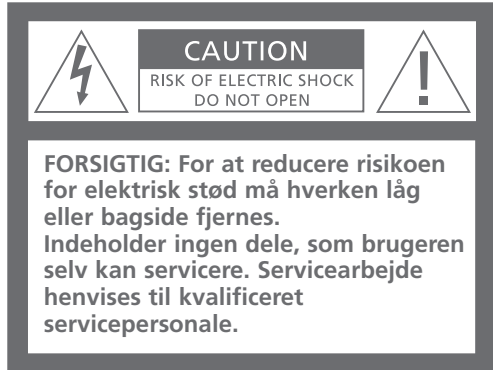 CAUTION
RISK OF ELECTRIC SHOCK
DO NOT OPEN
!
FORSIGTIG: For at reducere risikoen
for elektrisk stød må hverken låg
eller bagside fjernes.
Indeholder ingen dele, som brugeren
selv kan servicere. Servicearbejde
henvises til kvalificeret
servicepersonale.